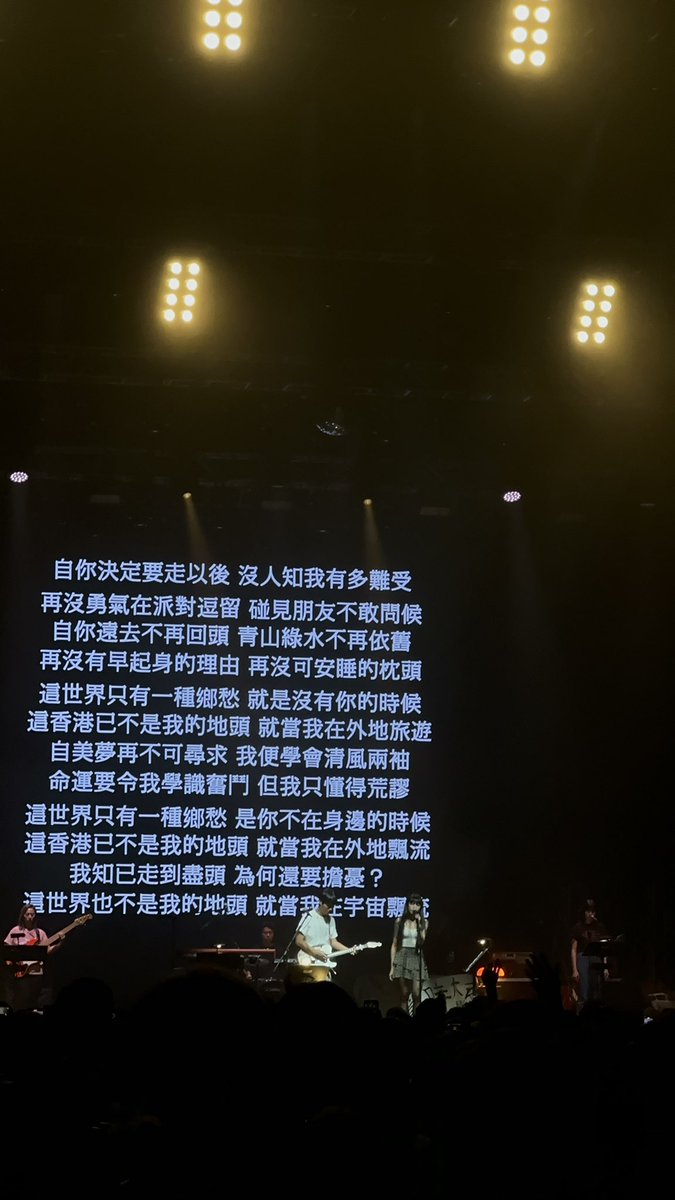 自你決定要走以後 沒人知我有多難受
再沒勇氣在派對逗留 碰見朋友不敢問候
自你遠去不再回頭 青山綠水不再依舊
再沒有早起身的理由 再沒可安睡的枕頭
這世界只有一種鄉愁 就是沒有你的時候
這香港已不是我的地頭 就當我在外地旅遊
自美夢再不可尋求 我便學會清風兩袖
命運要令我學識奮鬥 但我只懂得荒謬
這世界只有一種鄉愁 是你不在身邊的時候
這香港已不是我的地頭 就當我在外地飄流
我知已走到盡頭 為何還要擔憂？
這世界也不是我的地頭 就當我在宇宙飄流